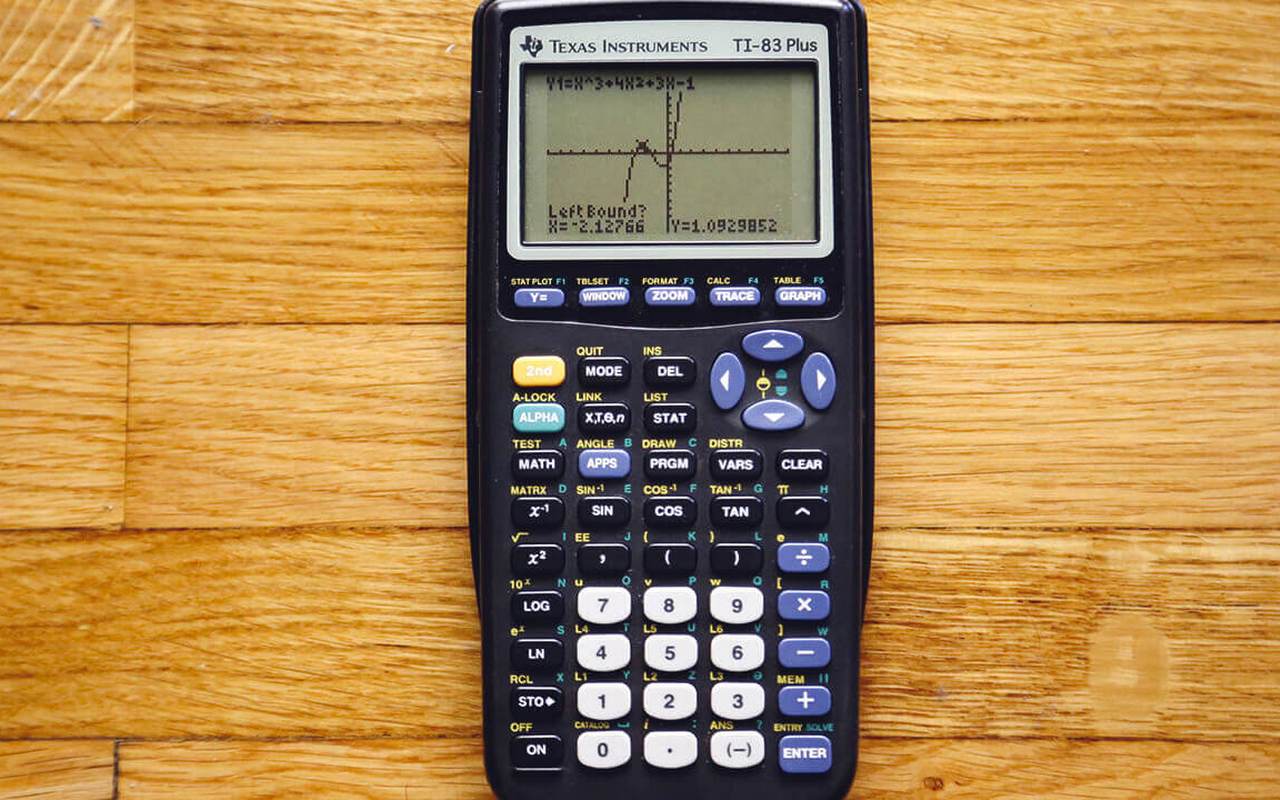 TEXAS INSTRUMENTS TI-83 Plus
Y1=X^3+4X2+3X-1
LeftBound?
X=-2.12766 Y=1.0929852
STAT PLOT F1 TBLSET F2 FORMAT F3 CALC F4 TABLE F5
Y= WINDOW ZOOM TRACE GRAPH
QUIT INS
2nd MODE DEL
A-LOCK LINK LIST
ALPHA X,T,Θ,n STAT
TEST A ANGLE B DRAW C DISTR
MATH APPS PRGM VARS CLEAR
MATRX D SIN⁻¹ E COS⁻¹ F TAN⁻¹ G π H
x⁻¹ SIN COS TAN ^
√ I EE J { K } L e M
x² , ( ) ÷
10ˣ N u O v P w Q [ R
LOG 7 8 9 ×
eˣ S L4 T L5 U L6 V ] W
LN 4 5 6 −
RCL X L1 Y L2 Z L3 θ MEM "
STO▸ 1 2 3 +
OFF CATALOG i : ANS ? ENTRY SOLVE
ON 0 . (−) ENTER